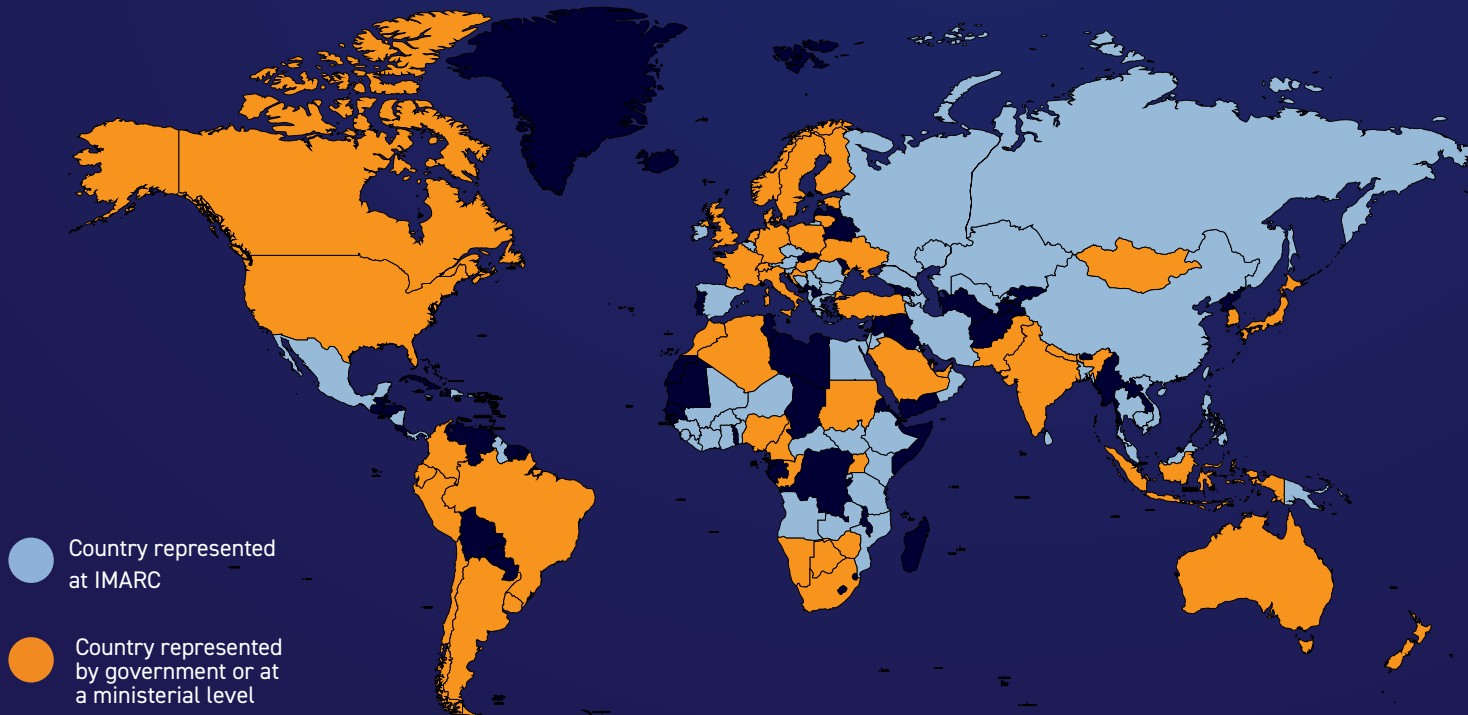 Country represented
at IMARC
Country represented
by government or at
a ministerial level